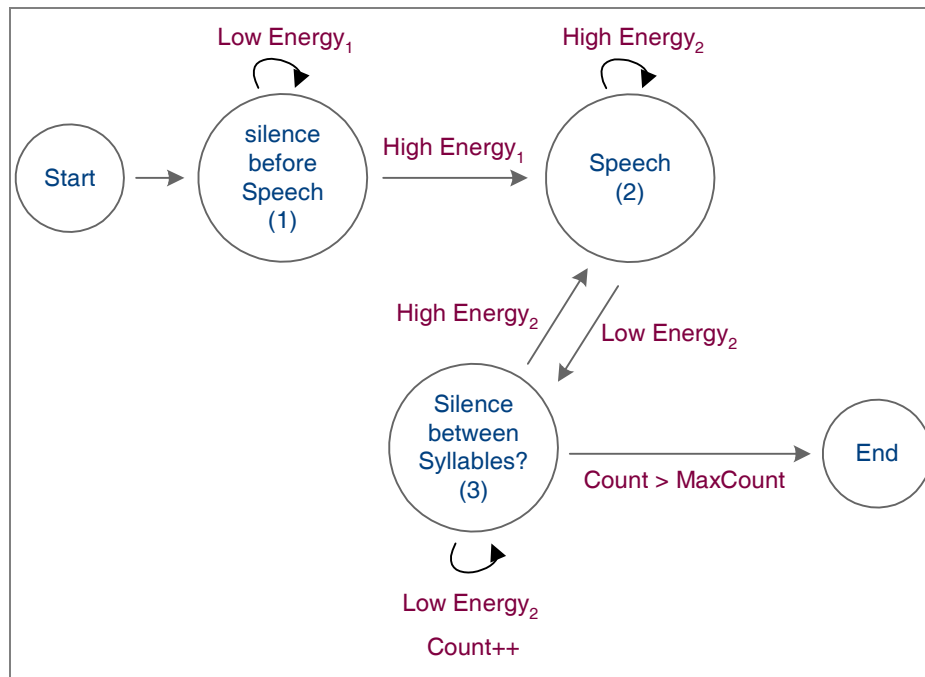 Low Energy₁
High Energy₂
Start
silence
before
Speech
(1)
High Energy₁
Speech
(2)
High Energy₂
Low Energy₂
Silence
between
Syllables?
(3)
Count > MaxCount
End
Low Energy₂
Count++